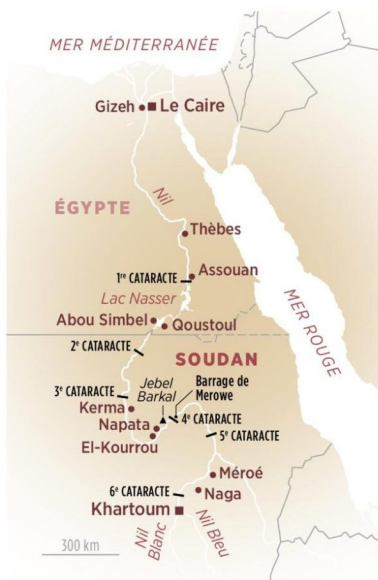 MER MÉDITERRANÉE
Gizeh
Le Caire
Nil
ÉGYPTE
Thèbes
1re CATARACTE
Assouan
Lac Nasser
MER ROUGE
Abou Simbel
Qoustoul
2e CATARACTE
SOUDAN
Jebel
Barkal
Barrage de
Merowe
3e CATARACTE
Kerma
4e CATARACTE
Napata
5e CATARACTE
El-Kourrou
Méroé
6e CATARACTE
Naga
Khartoum
Nil
Blanc
Nil Bleu
300 km